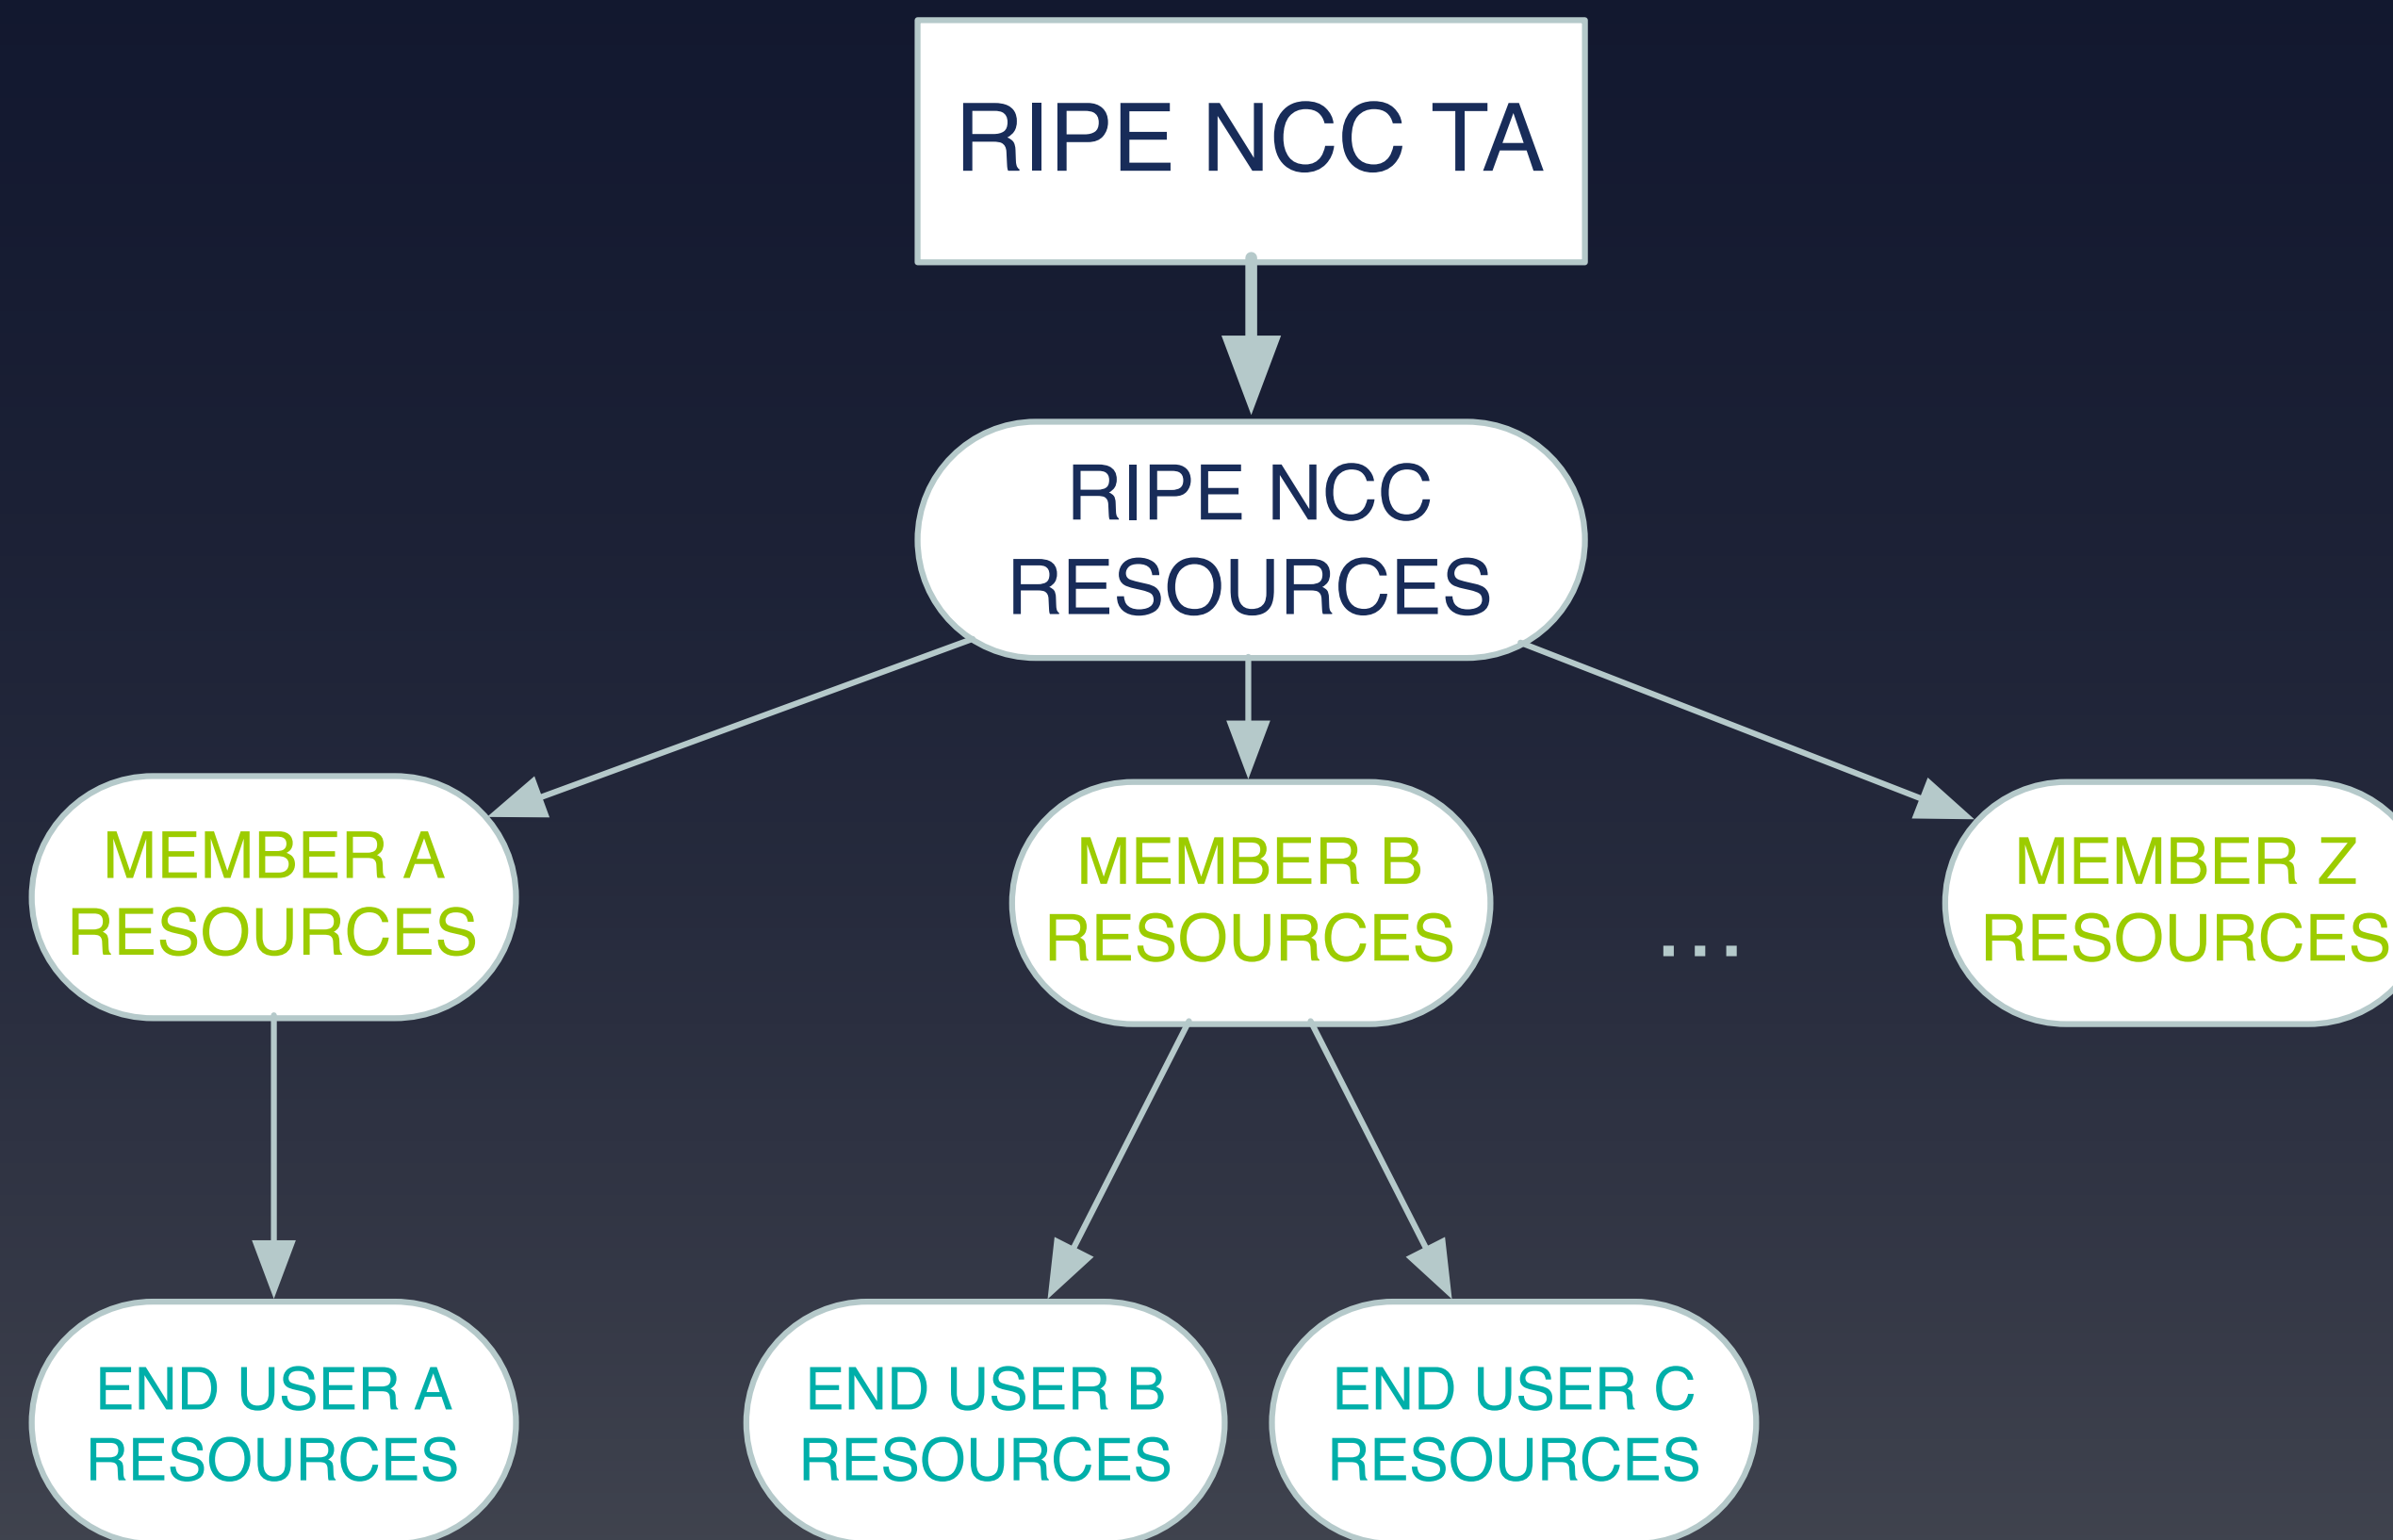 RIPE NCC TA
RIPE NCC
RESOURCES
MEMBER A
RESOURCES
MEMBER B
RESOURCES
...
MEMBER Z
RESOURCES
END USER A
RESOURCES
END USER B
RESOURCES
END USER C
RESOURCES